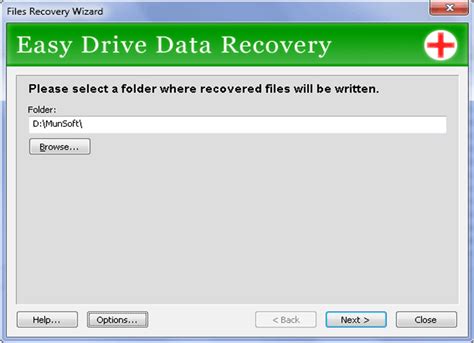 Files Recovery Wizard
Easy Drive Data Recovery
Please select a folder where recovered files will be written.
Folder:
D:\MunSoft\
Browse...
Help... Options... < Back Next > Close